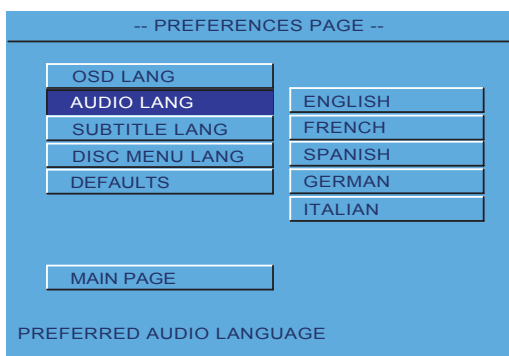 -- PREFERENCES PAGE --
OSD LANG
AUDIO LANG
SUBTITLE LANG
DISC MENU LANG
DEFAULTS
ENGLISH
FRENCH
SPANISH
GERMAN
ITALIAN
MAIN PAGE
PREFERRED AUDIO LANGUAGE